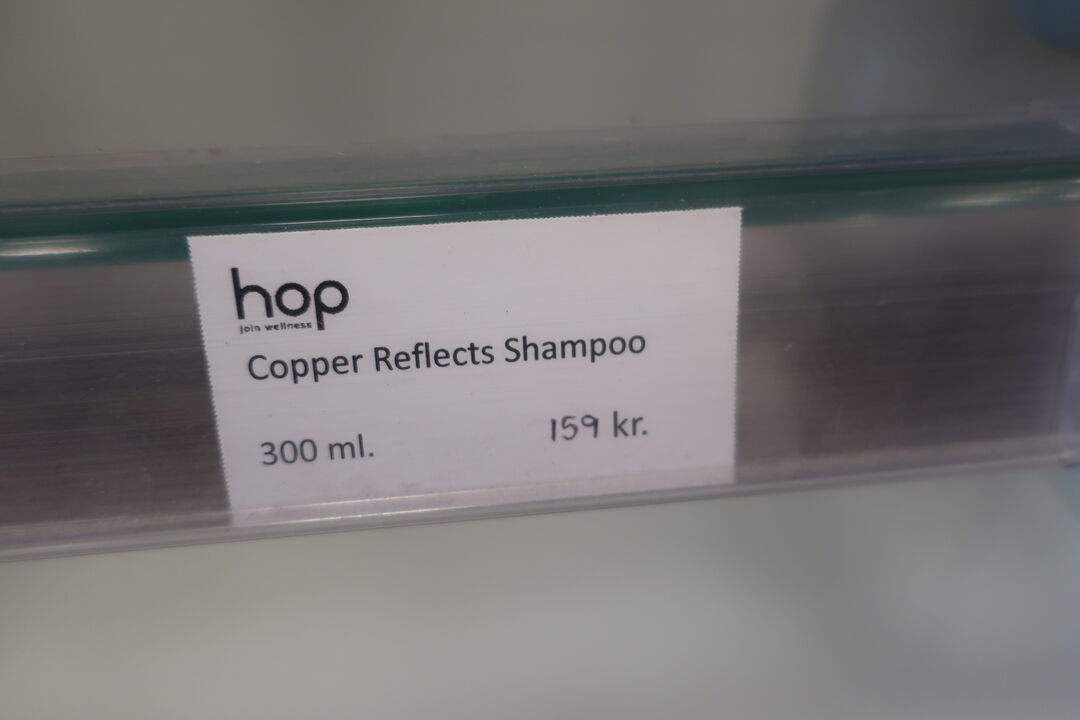 hop
join wellness
Copper Reflects Shampoo
300 ml. 159 kr.